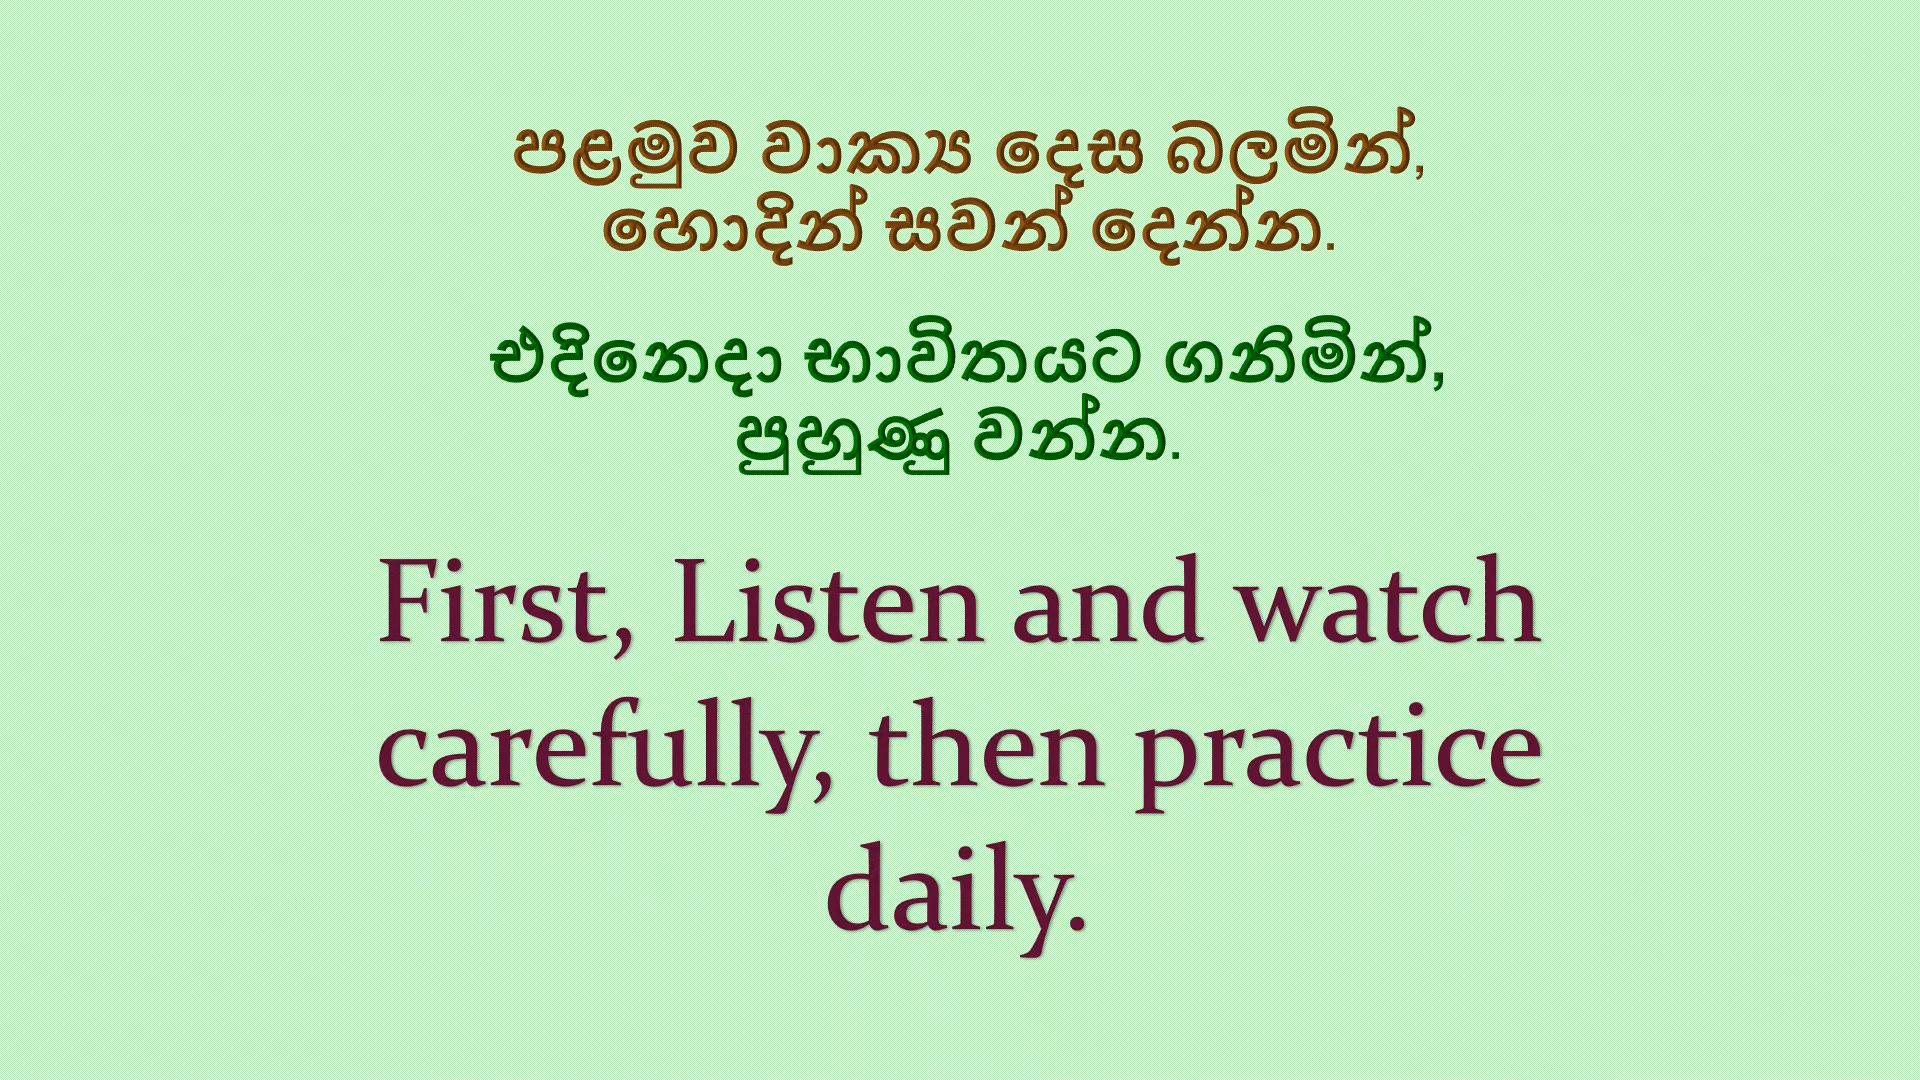 පළමුව වාක්‍ය දෙස බලමින්,
හොදින් සවන් දෙන්න.
එදිනෙදා භාවිතයට ගනිමින්,
පුහුණු වන්න.
First, Listen and watch
carefully, then practice
daily.